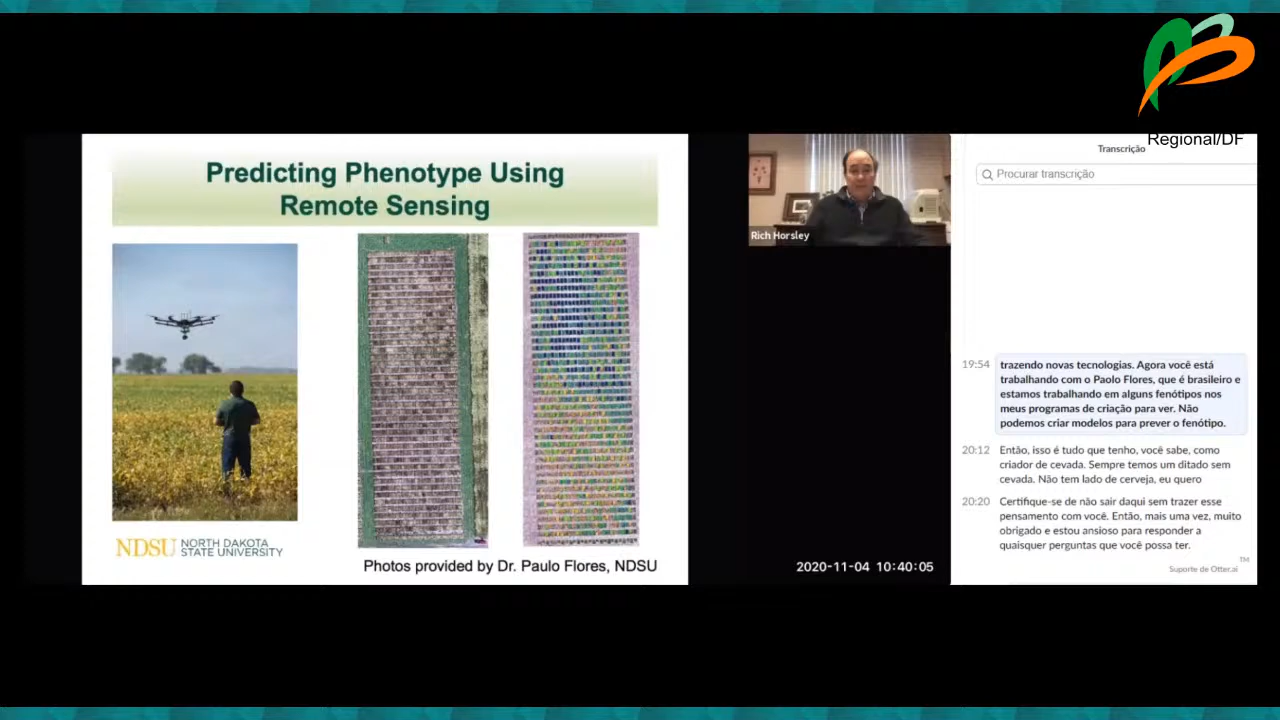 Regional/DF
Predicting Phenotype Using
Remote Sensing
NDSU NORTH DAKOTA
STATE UNIVERSITY
Photos provided by Dr. Paulo Flores, NDSU
Rich Horsley
2020-11-04 10:40:05
Transcrição
Procurar transcrição
19:54
trazendo novas tecnologias. Agora você está
trabalhando com o Paolo Flores, que é brasileiro e
estamos trabalhando em alguns fenótipos nos
meus programas de criação para ver. Não
podemos criar modelos para prever o fenótipo.
20:12
Então, isso é tudo que tenho, você sabe, como
criador de cevada. Sempre temos um ditado sem
cevada. Não tem lado de cerveja, eu quero
20:20
Certifique-se de não sair daqui sem trazer esse
pensamento com você. Então, mais uma vez, muito
obrigado e estou ansioso para responder a
quaisquer perguntas que você possa ter.
Suporte de Otter.ai